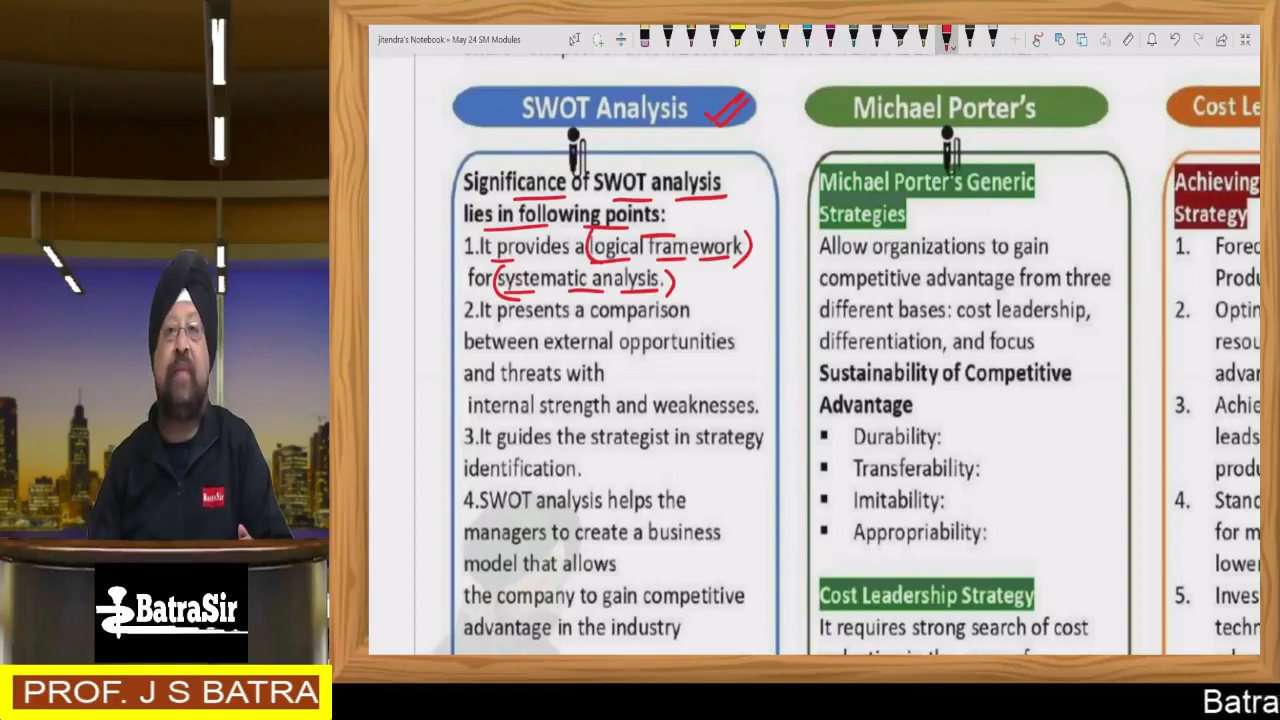 jitendra's Notebook » May 24 SM Modules
SWOT Analysis
Significance of SWOT analysis
lies in following points:
1.It provides a logical framework
for systematic analysis.
2.It presents a comparison
between external opportunities
and threats with
internal strength and weaknesses.
3.It guides the strategist in strategy
identification.
4.SWOT analysis helps the
managers to create a business
model that allows
the company to gain competitive
advantage in the industry
Michael Porter's
Michael Porter's Generic
Strategies
Allow organizations to gain
competitive advantage from three
different bases: cost leadership,
differentiation, and focus
Sustainability of Competitive
Advantage
▪ Durability:
▪ Transferability:
▪ Imitability:
▪ Appropriability:
Cost Leadership Strategy
It requires strong search of cost
Cost Le
Achieving
Strategy
1. Forec
Produ
2. Optin
resou
advar
3. Achie
leads
produ
4. Stand
for m
lower
5. Inves
techn
BatraSir
BatraSir
PROF. J S BATRA
Batra